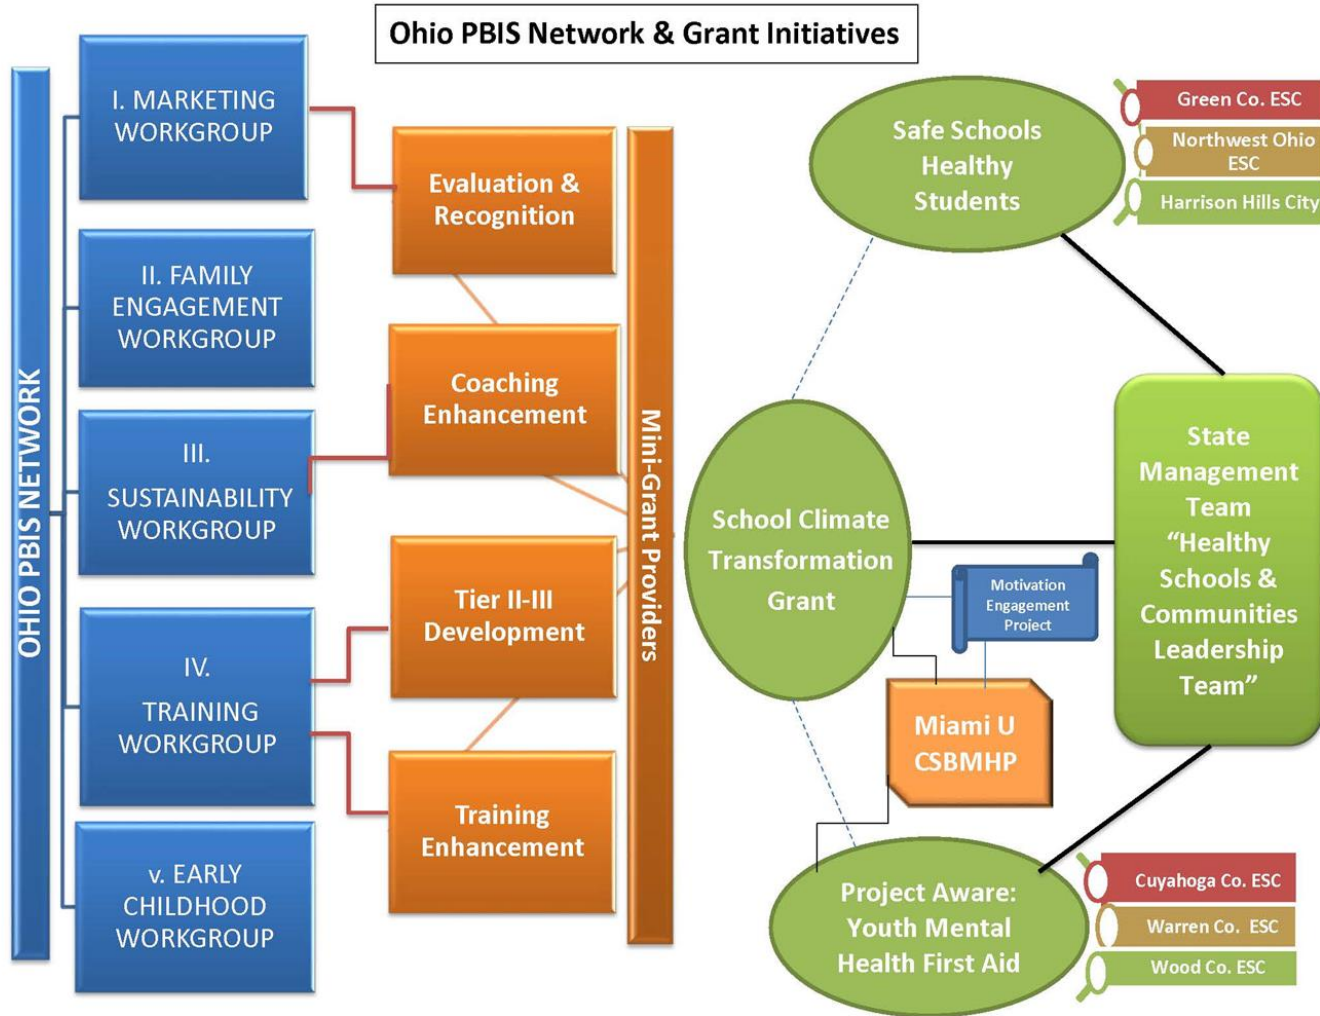 Ohio PBIS Network & Grant Initiatives
OHIO PBIS NETWORK
I. MARKETING
WORKGROUP
II. FAMILY
ENGAGEMENT
WORKGROUP
III.
SUSTAINABILITY
WORKGROUP
IV.
TRAINING
WORKGROUP
v. EARLY
CHILDHOOD
WORKGROUP
Evaluation &
Recognition
Coaching
Enhancement
Tier II-III
Development
Training
Enhancement
Mini-Grant Providers
Safe Schools
Healthy
Students
Green Co. ESC
Northwest Ohio
ESC
Harrison Hills City
School Climate
Transformation
Grant
Motivation
Engagement
Project
Miami U
CSBMHP
State
Management
Team
“Healthy
Schools &
Communities
Leadership
Team”
Project Aware:
Youth Mental
Health First Aid
Cuyahoga Co. ESC
Warren Co. ESC
Wood Co. ESC